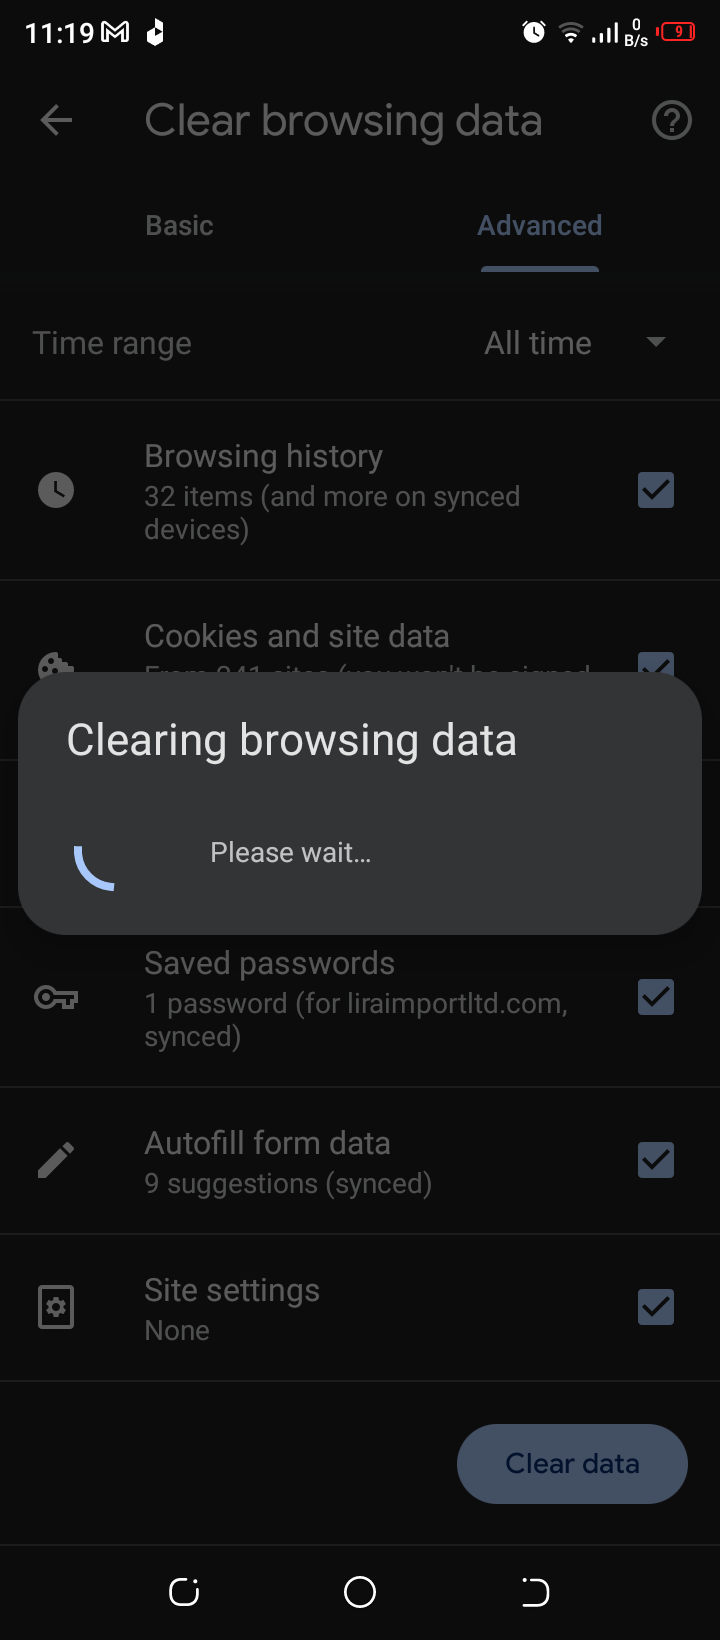 11:19
0
B/s
9
Clear browsing data
Basic
Advanced
Time range
All time
Browsing history
32 items (and more on synced
devices)
Cookies and site data
Clearing browsing data
Please wait...
Saved passwords
1 password (for liraimportltd.com,
synced)
Autofill form data
9 suggestions (synced)
Site settings
None
Clear data